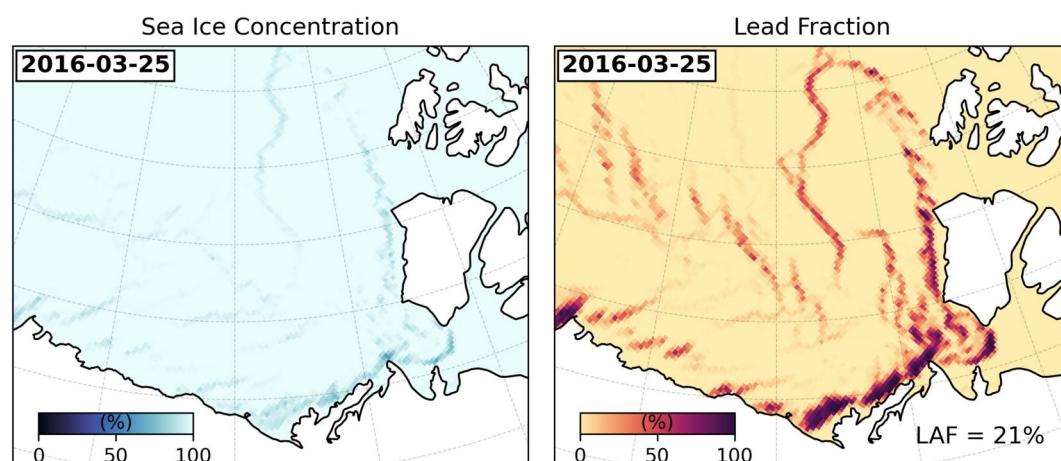 Sea Ice Concentration
2016-03-25
(%)
0 50 100
Lead Fraction
2016-03-25
(%)
0 50 100
LAF = 21%